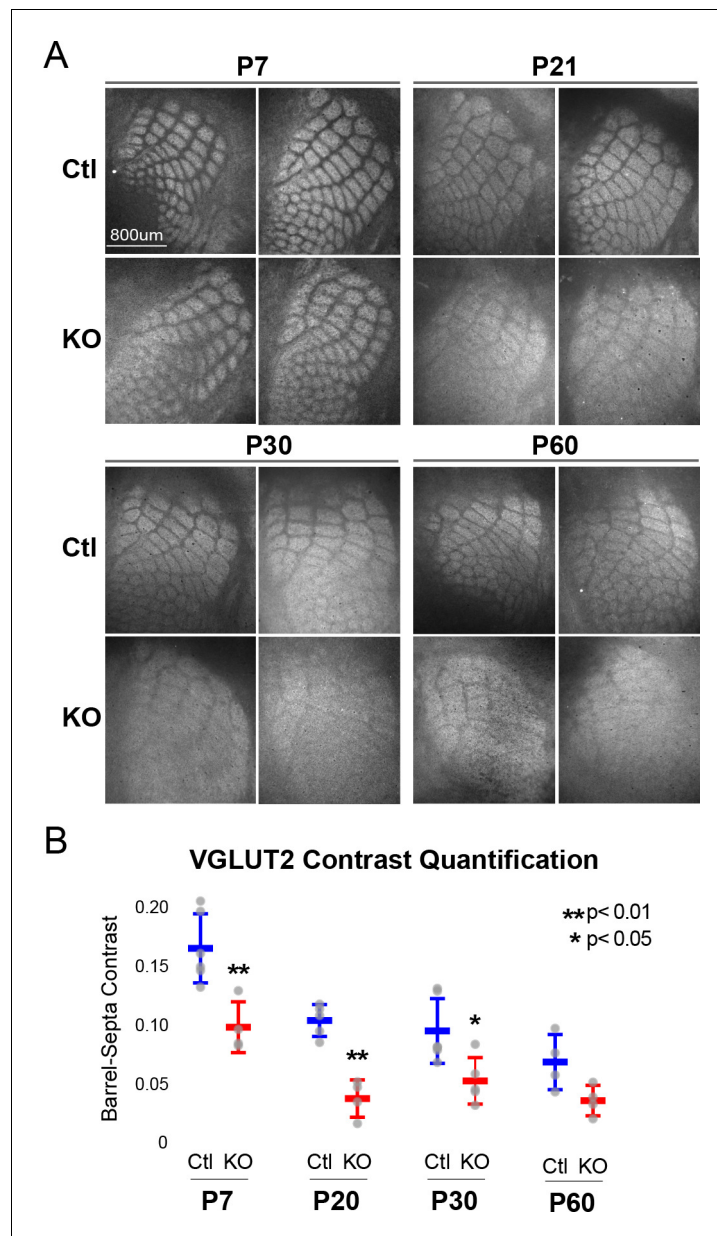 A
P7 P21
Ctl
800um
KO
P30 P60
Ctl
KO
B
VGLUT2 Contrast Quantification
Barrel-Septa Contrast
0.20
0.15
0.10
0.05
0
** p< 0.01
* p< 0.05
**
**
*
Ctl KO Ctl KO Ctl KO Ctl KO
P7 P20 P30 P60